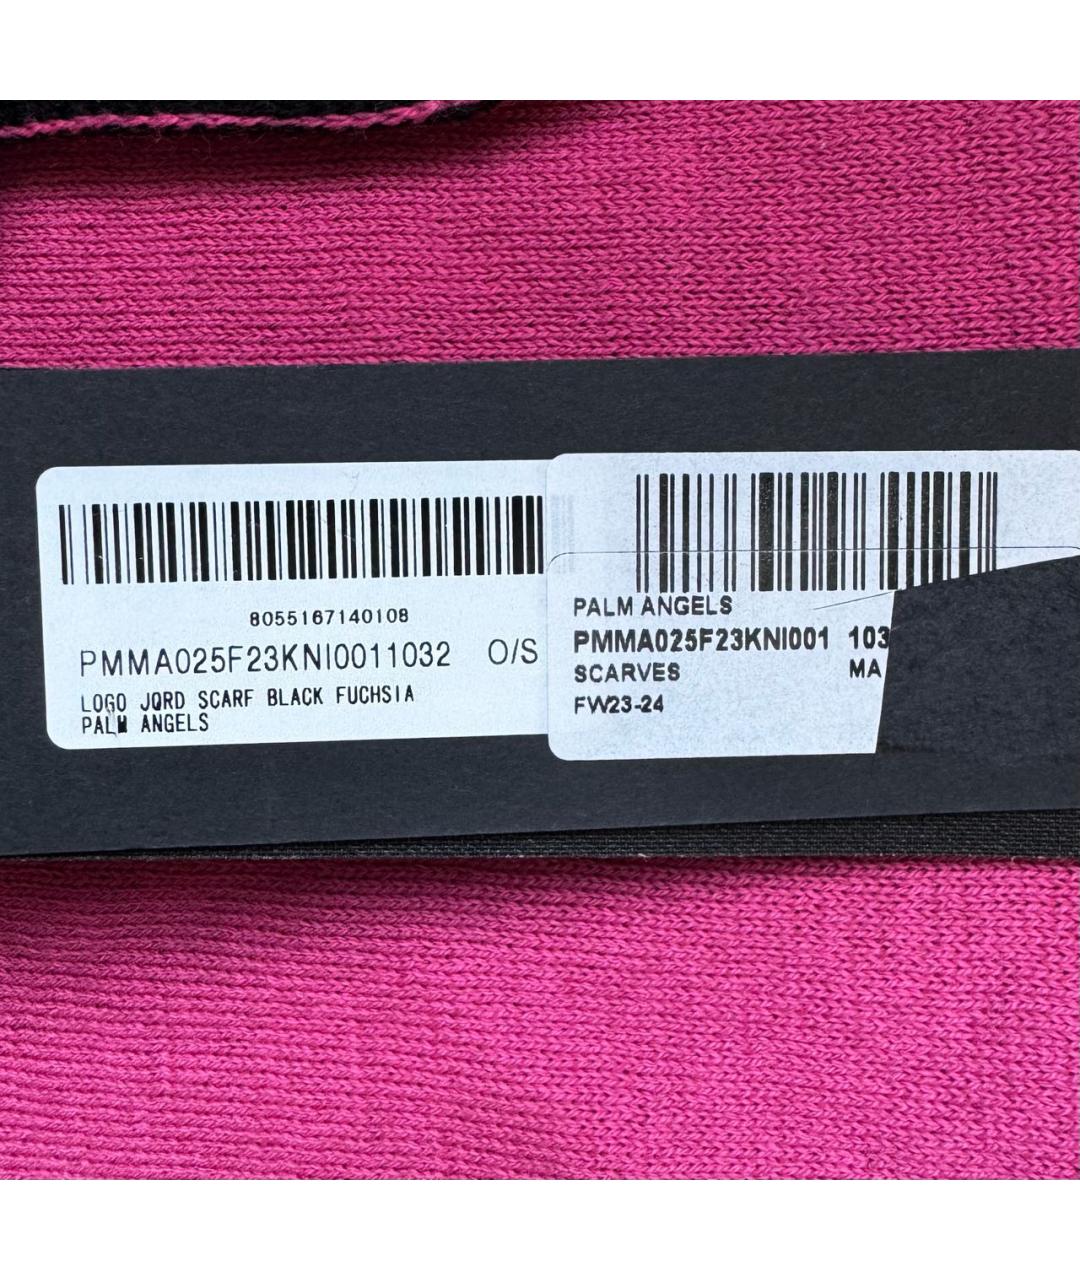 8055167140108
PMMA025F23KNI0011032 O/S
LOGO JQRD SCARF BLACK FUCHSIA
PALM ANGELS
PALM ANGELS
PMMA025F23KNI001 103
SCARVES MA
FW23-24